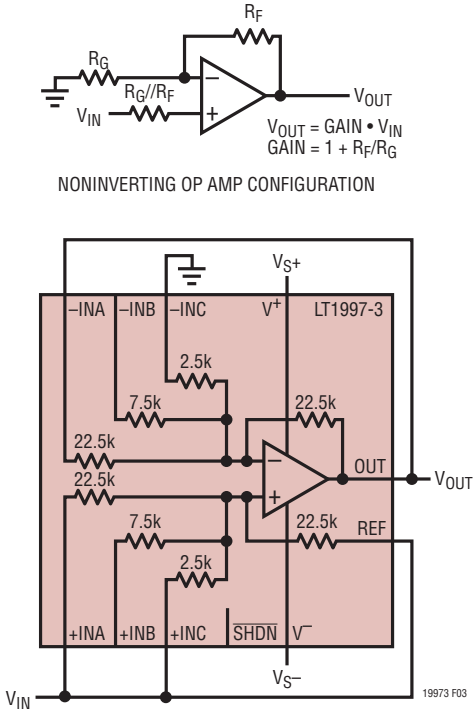 R_F
R_G
R_G//R_F
V_IN
V_OUT
V_OUT = GAIN • V_IN
GAIN = 1 + R_F/R_G
NONINVERTING OP AMP CONFIGURATION
V_S+
–INA –INB –INC V⁺ LT1997-3
2.5k
7.5k 22.5k
22.5k
OUT
V_OUT
22.5k
22.5k REF
7.5k
2.5k
+INA +INB +INC SHDN V⁻
V_S–
V_IN
19973 F03